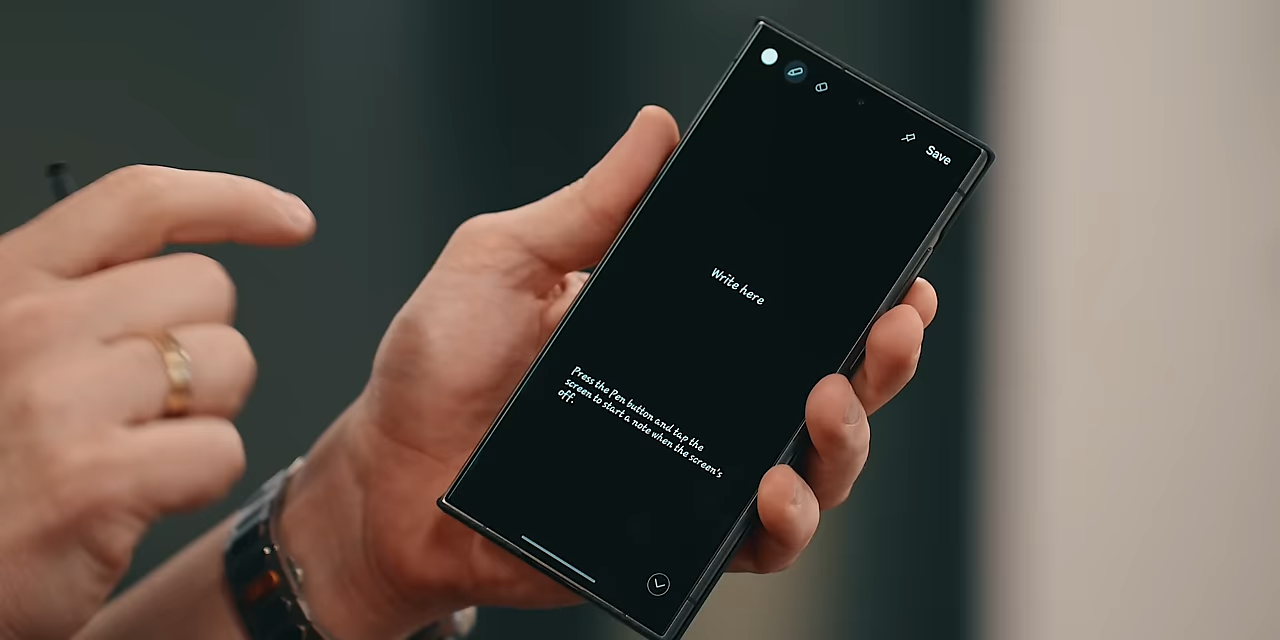 Save
Write here
Press the Pen button and tap the
screen to start a note when the screen's
off.